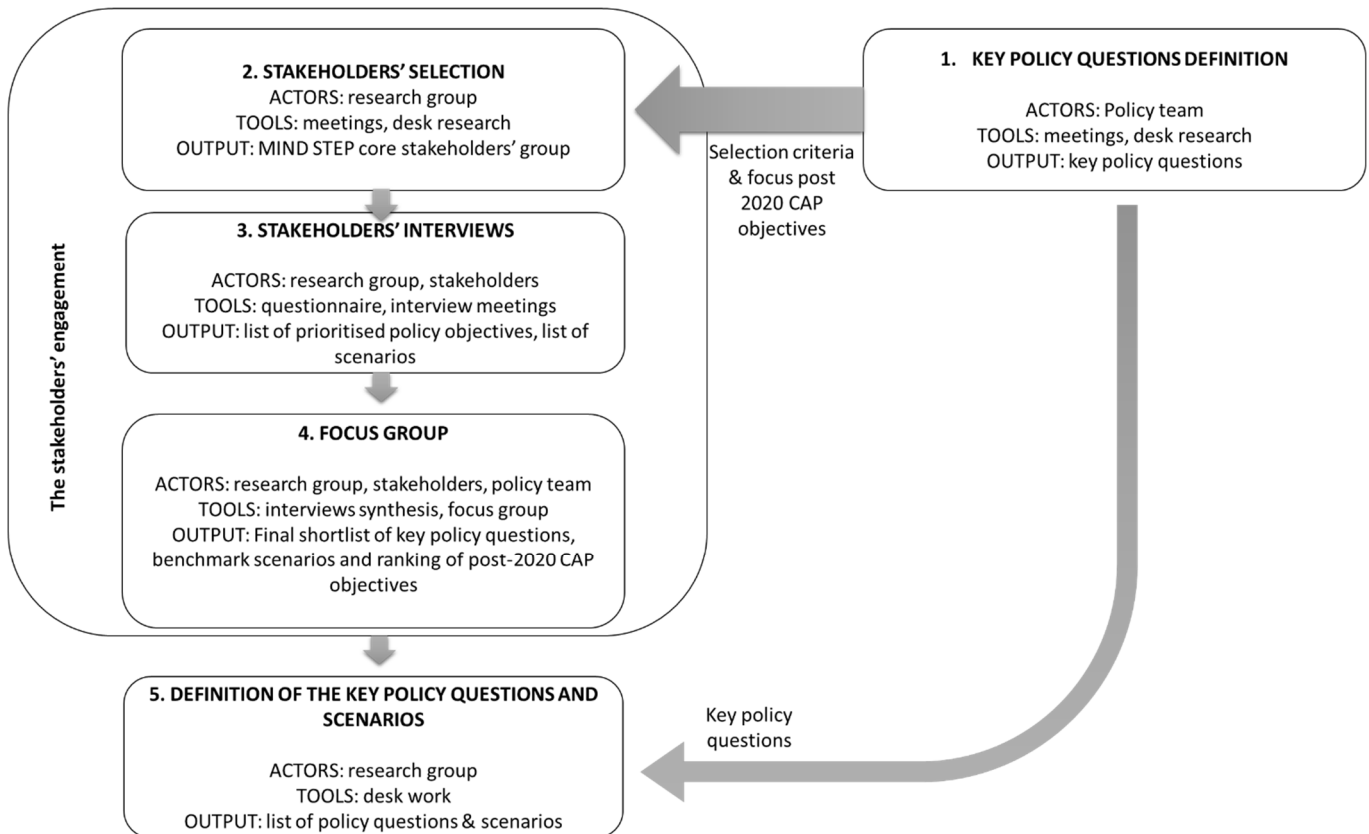 1. KEY POLICY QUESTIONS DEFINITION
ACTORS: Policy team
TOOLS: meetings, desk research
OUTPUT: key policy questions
Selection criteria
& focus post
2020 CAP
objectives
The stakeholders' engagement
2. STAKEHOLDERS' SELECTION
ACTORS: research group
TOOLS: meetings, desk research
OUTPUT: MIND STEP core stakeholders' group
3. STAKEHOLDERS' INTERVIEWS
ACTORS: research group, stakeholders
TOOLS: questionnaire, interview meetings
OUTPUT: list of prioritised policy objectives, list of
scenarios
4. FOCUS GROUP
ACTORS: research group, stakeholders, policy team
TOOLS: interviews synthesis, focus group
OUTPUT: Final shortlist of key policy questions,
benchmark scenarios and ranking of post-2020 CAP
objectives
Key policy
questions
5. DEFINITION OF THE KEY POLICY QUESTIONS AND
SCENARIOS
ACTORS: research group
TOOLS: desk work
OUTPUT: list of policy questions & scenarios